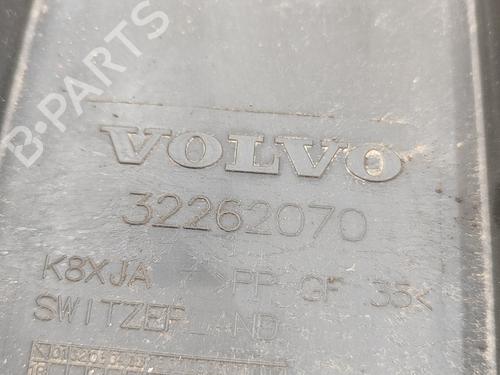 B-PARTS
VOLVO
32262070
K8XJA >PP GF 35<
SWITZERLAND